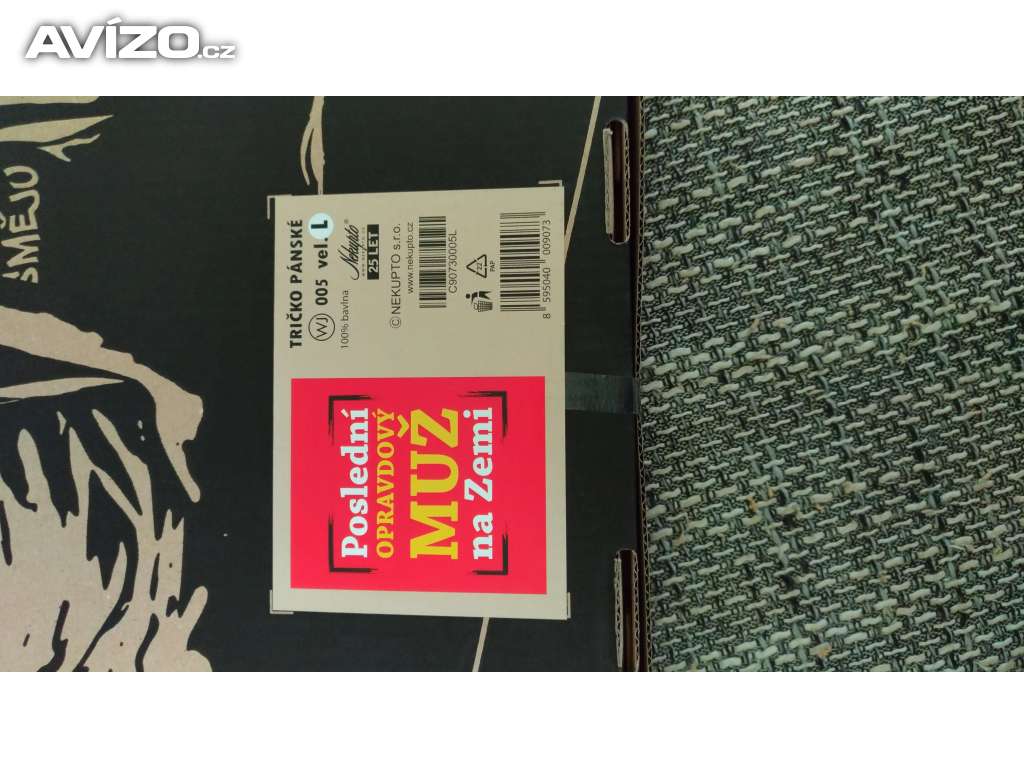 AVÍZO.cz
SMĚJU
Poslední
OPRAVDOVÝ
MUŽ
na Zemi
TRIČKO PÁNSKÉ
WJ 005 vel. L
100% bavlna
Nekupto®
25 LET
© NEKUPTO s.r.o.
www.nekupto.cz
C90730005L
22
PAP
8 595040 009073